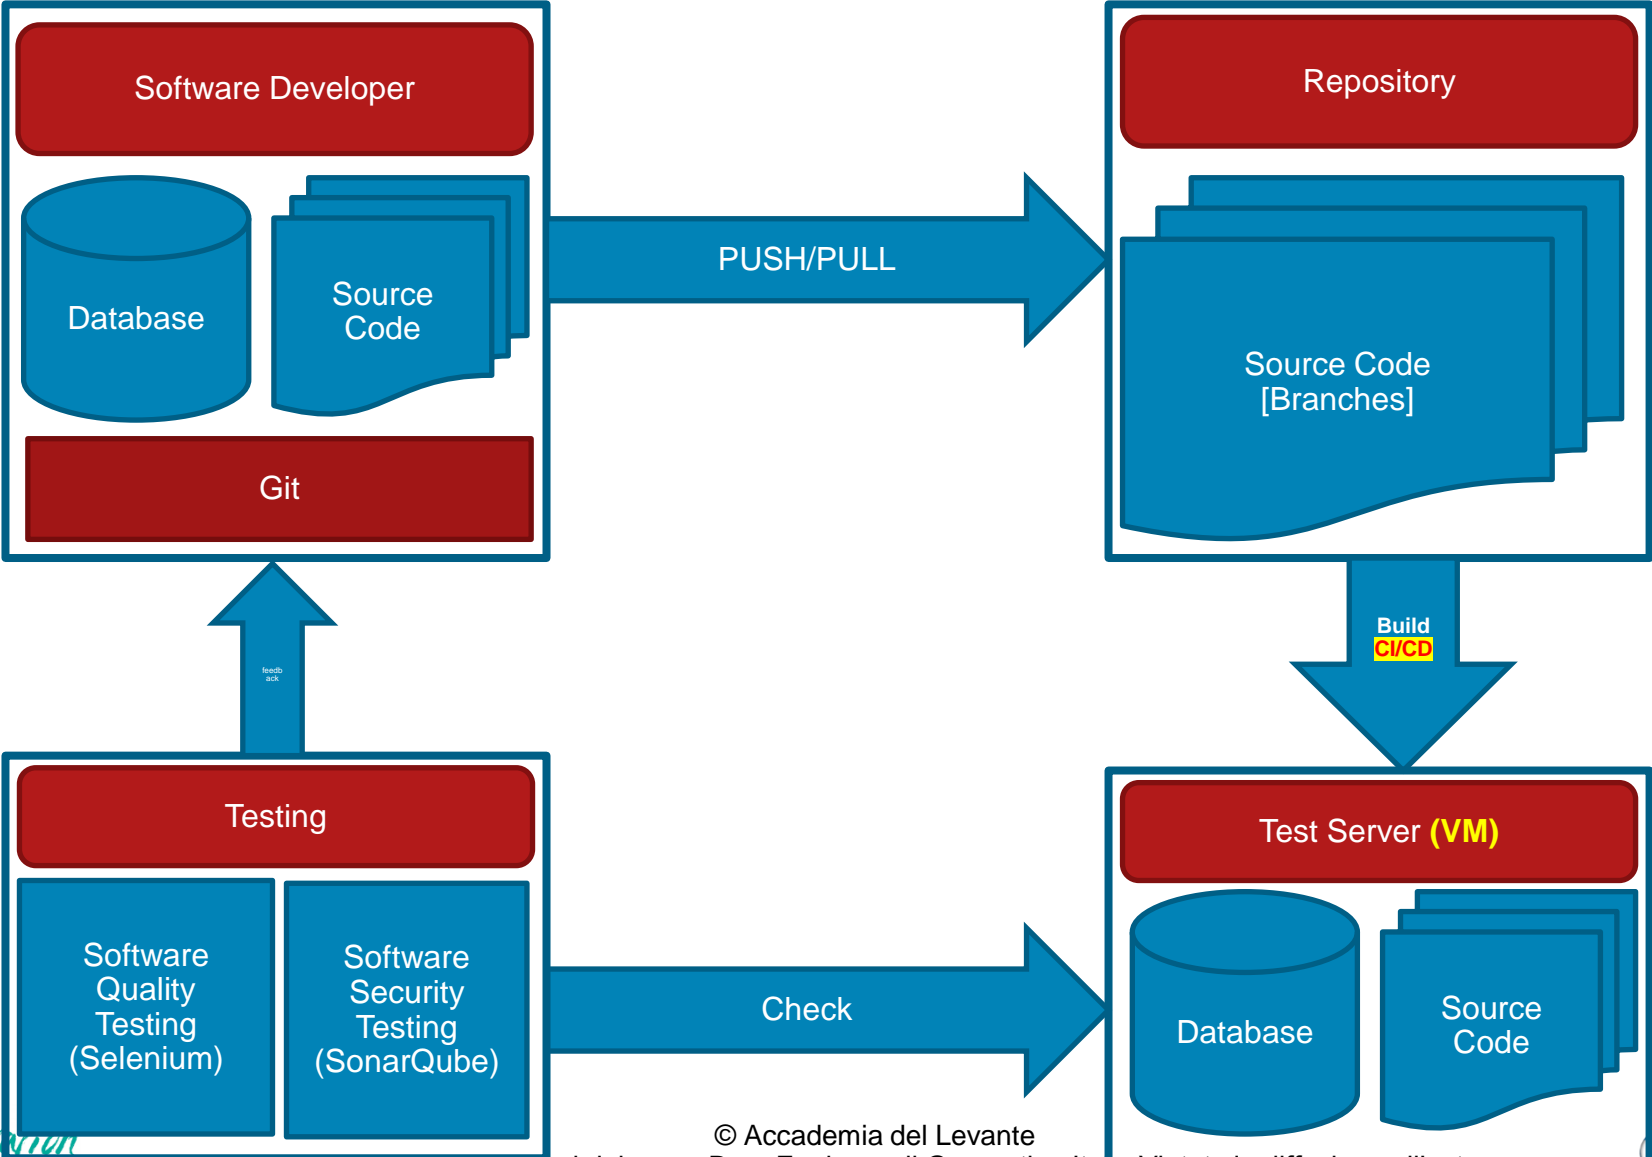 Software Developer
Database
Source
Code
Git
PUSH/PULL
Repository
Source Code
[Branches]
feedb
ack
Build
CI/CD
Testing
Software
Quality
Testing
(Selenium)
Software
Security
Testing
(SonarQube)
Check
Test Server (VM)
Database
Source
Code
© Accademia del Levante